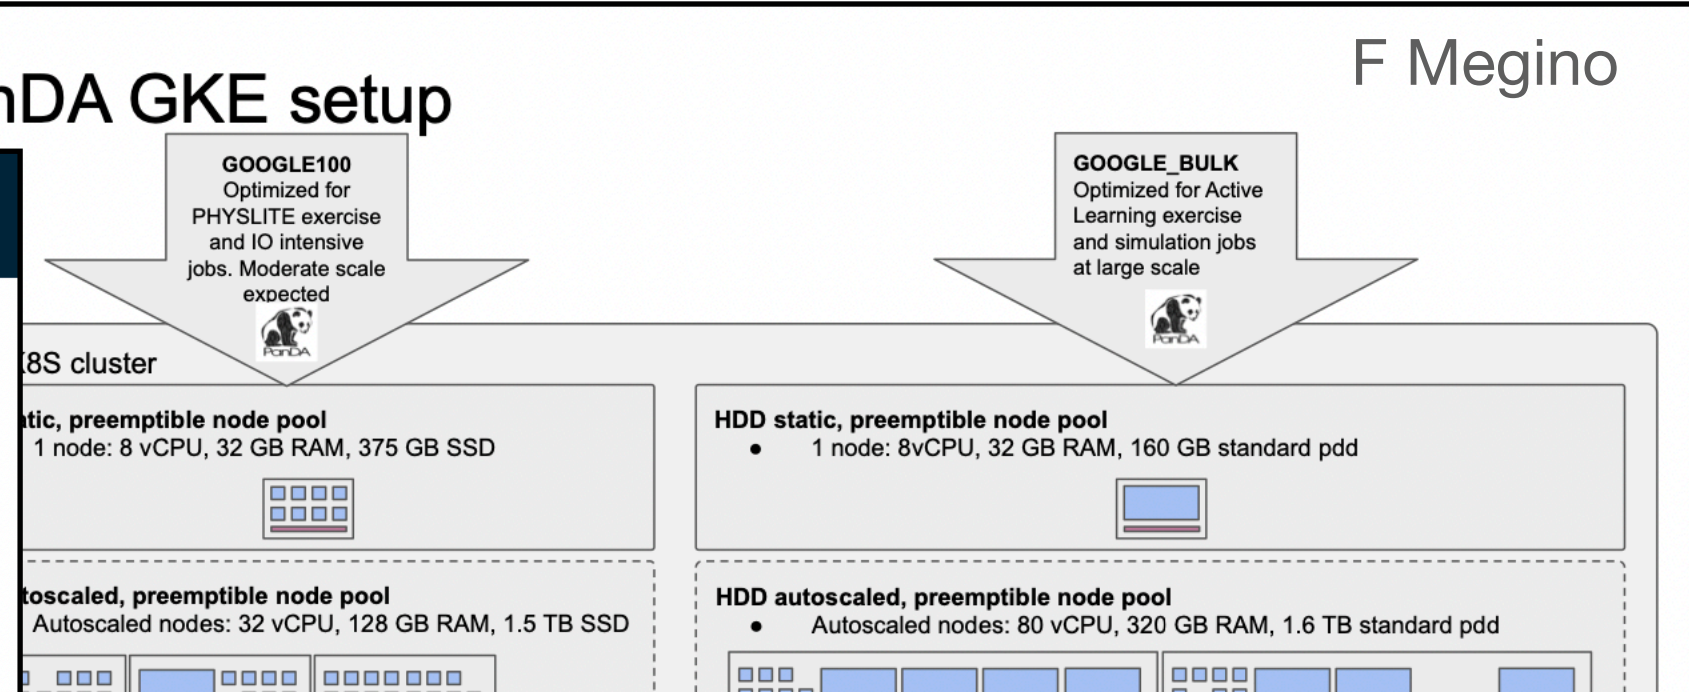 F Megino
nDA GKE setup
GOOGLE100
Optimized for
PHYSLITE exercise
and IO intensive
jobs. Moderate scale
expected
PanDA
GOOGLE_BULK
Optimized for Active
Learning exercise
and simulation jobs
at large scale
PanDA
K8S cluster
tic, preemptible node pool
1 node: 8 vCPU, 32 GB RAM, 375 GB SSD
HDD static, preemptible node pool
● 1 node: 8vCPU, 32 GB RAM, 160 GB standard pdd
toscaled, preemptible node pool
Autoscaled nodes: 32 vCPU, 128 GB RAM, 1.5 TB SSD
HDD autoscaled, preemptible node pool
● Autoscaled nodes: 80 vCPU, 320 GB RAM, 1.6 TB standard pdd